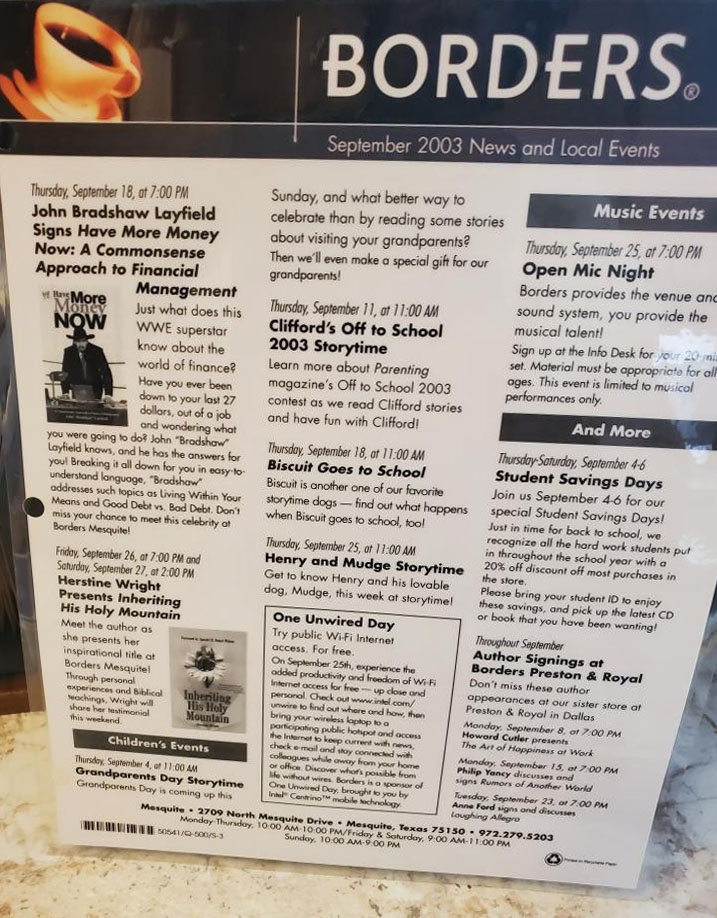 BORDERS®
September 2003 News and Local Events
Thursday, September 18, at 7:00 PM
John Bradshaw Layfield
Signs Have More Money
Now: A Commonsense
Approach to Financial
Management
Have More
Money
NOW
Just what does this
WWE superstar
know about the
world of finance?
Have you ever been
down to your last 27
dollars, out of a job
and wondering what
you were going to do? John "Bradshaw"
Layfield knows, and he has the answers for
you! Breaking it all down for you in easy-to-
understand language, "Bradshaw"
addresses such topics as Living Within Your
Means and Good Debt vs. Bad Debt. Don't
miss your chance to meet this celebrity at
Borders Mesquite!
Friday, September 26, at 7:00 PM and
Saturday, September 27, at 2:00 PM
Herstine Wright
Presents Inheriting
His Holy Mountain
Meet the author as
she presents her
inspirational title at
Borders Mesquite!
Through personal
experiences and Biblical
teachings, Wright will
share her testimonial
this weekend.
Inheriting
His Holy
Mountain
Children's Events
Thursday, September 4, at 11:00 AM
Grandparents Day Storytime
Grandparents Day is coming up this
Sunday, and what better way to
celebrate than by reading some stories
about visiting your grandparents?
Then we'll even make a special gift for our
grandparents!
Thursday, September 11, at 11:00 AM
Clifford's Off to School
2003 Storytime
Learn more about Parenting
magazine's Off to School 2003
contest as we read Clifford stories
and have fun with Clifford!
Thursday, September 18, at 11:00 AM
Biscuit Goes to School
Biscuit is another one of our favorite
storytime dogs — find out what happens
when Biscuit goes to school, too!
Thursday, September 25, at 11:00 AM
Henry and Mudge Storytime
Get to know Henry and his lovable
dog, Mudge, this week at storytime!
One Unwired Day
Try public Wi-Fi Internet
access. For free.
On September 25th, experience the
added productivity and freedom of Wi-Fi
Internet access for free — up close and
personal. Check out www.intel.com/
unwire to find out where and how, then
bring your wireless laptop to a
participating public hotspot and access
the Internet to keep current with news,
check e-mail and stay connected with
colleagues while away from your home
or office. Discover what's possible from
life without wires. Borders is a sponsor of
One Unwired Day, brought to you by
Intel® Centrino™ mobile technology.
Music Events
Thursday, September 25, at 7:00 PM
Open Mic Night
Borders provides the venue and
sound system, you provide the
musical talent!
Sign up at the Info Desk for your 20-mi
set. Material must be appropriate for all
ages. This event is limited to musical
performances only.
And More
Thursday-Saturday, September 4-6
Student Savings Days
Join us September 4-6 for our
special Student Savings Days!
Just in time for back to school, we
recognize all the hard work students put
in throughout the school year with a
20% off discount off most purchases in
the store.
Please bring your student ID to enjoy
these savings, and pick up the latest CD
or book that you have been wanting!
Throughout September
Author Signings at
Borders Preston & Royal
Don't miss these author
appearances at our sister store at
Preston & Royal in Dallas
Monday, September 8, at 7:00 PM
Howard Cutler presents
The Art of Happiness at Work
Monday, September 15, at 7:00 PM
Philip Yancy discusses and
signs Rumors of Another World
Tuesday, September 23, at 7:00 PM
Anne Ford signs and discusses
Laughing Allegro
Mesquite • 2709 North Mesquite Drive • Mesquite, Texas 75150 • 972.279.5203
Monday-Thursday, 10:00 AM-10:00 PM/Friday & Saturday, 9:00 AM-11:00 PM
Sunday, 10:00 AM-9:00 PM
50541/Q-500/S-3
Printed on Recyclable Paper